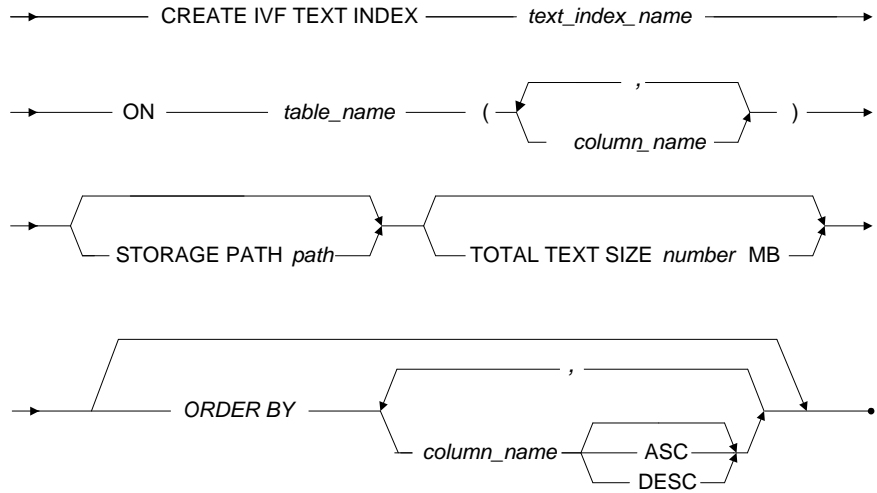 CREATE IVF TEXT INDEX text_index_name
,
ON table_name ( column_name )
STORAGE PATH path TOTAL TEXT SIZE number MB
,
ORDER BY
column_name ASC
DESC